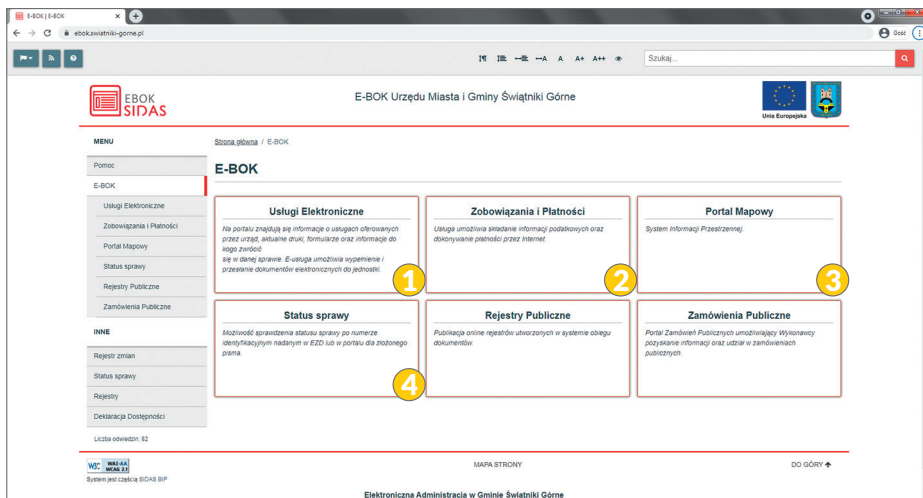 E-BOK | E-BOK
ebok.swiatniki-gorne.pl
Gość
A A A+ A++
Szukaj...
EBOK
SIDAS
E-BOK Urzędu Miasta i Gminy Świątniki Górne
Unia Europejska
MENU
Pomoc
E-BOK
Usługi Elektroniczne
Zobowiązania i Płatności
Portal Mapowy
Status sprawy
Rejestry Publiczne
Zamówienia Publiczne
INNE
Rejestr zmian
Status sprawy
Rejestry
Deklaracja Dostępności
Liczba odwiedzin: 82
Strona główna / E-BOK
E-BOK
Usługi Elektroniczne
Na portalu znajdują się informacje o usługach oferowanych
przez urząd, aktualne druki, formularze oraz informacje do
kogo zwrócić
się w danej sprawie. E-usługa umożliwia wypełnienie i
przesłanie dokumentów elektronicznych do jednostki.
1
Zobowiązania i Płatności
Usługa umożliwia składanie informacji podatkowych oraz
dokonywanie płatności przez Internet.
2
Portal Mapowy
System Informacji Przestrzennej.
3
Status sprawy
Możliwość sprawdzenia statusu sprawy po numerze
identyfikacyjnym nadanym w EZD lub w portalu dla złożonego
pisma.
4
Rejestry Publiczne
Publikacja online rejestrów utworzonych w systemie obiegu
dokumentów.
Zamówienia Publiczne
Portal Zamówień Publicznych umożliwiający Wykonawcy
pozyskanie informacji oraz udział w zamówieniach
publicznych.
W3C WAI-AA
WCAG 2.1
System jest częścią SIDAS BIP
MAPA STRONY
DO GÓRY
Elektroniczna Administracja w Gminie Świątniki Górne